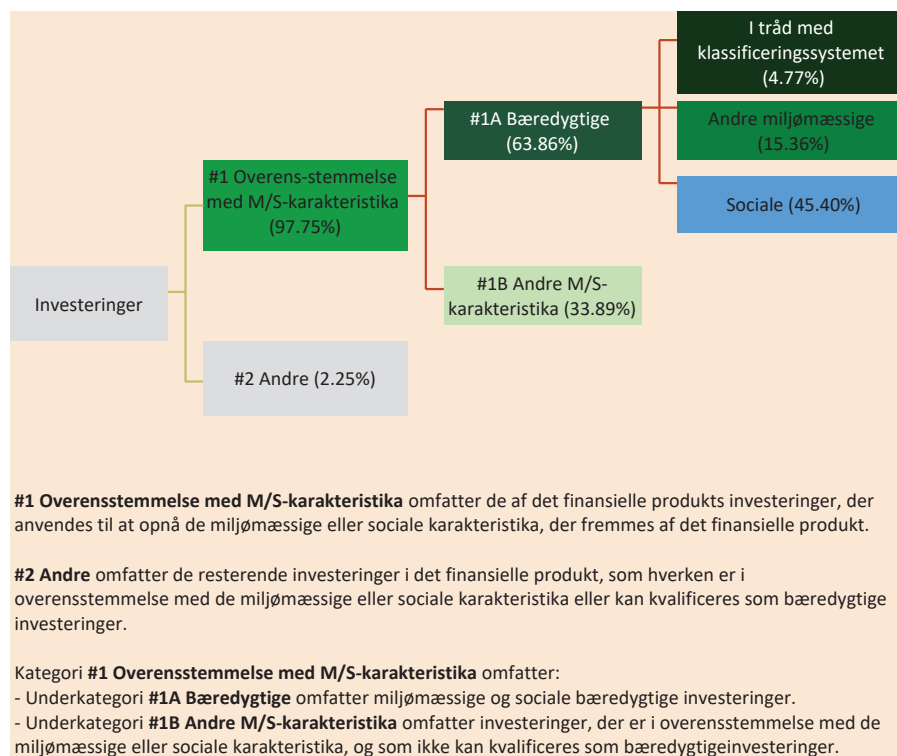 I tråd med
klassificeringssystemet
(4.77%)
#1A Bæredygtige
(63.86%)
Andre miljømæssige
(15.36%)
#1 Overens-stemmelse
med M/S-karakteristika
(97.75%)
Sociale (45.40%)
Investeringer
#1B Andre M/S-
karakteristika (33.89%)
#2 Andre (2.25%)
#1 Overensstemmelse med M/S-karakteristika omfatter de af det finansielle produkts investeringer, der
anvendes til at opnå de miljømæssige eller sociale karakteristika, der fremmes af det finansielle produkt.
#2 Andre omfatter de resterende investeringer i det finansielle produkt, som hverken er i
overensstemmelse med de miljømæssige eller sociale karakteristika eller kan kvalificeres som bæredygtige
investeringer.
Kategori #1 Overensstemmelse med M/S-karakteristika omfatter:
- Underkategori #1A Bæredygtige omfatter miljømæssige og sociale bæredygtige investeringer.
- Underkategori #1B Andre M/S-karakteristika omfatter investeringer, der er i overensstemmelse med de
miljømæssige eller sociale karakteristika, og som ikke kan kvalificeres som bæredygtigeinvesteringer.